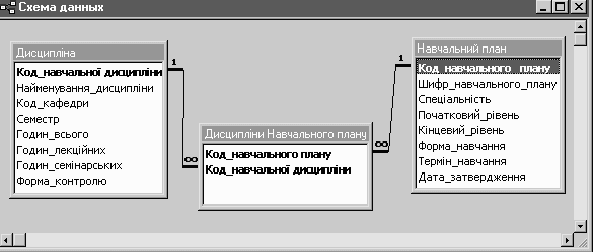 Схема данных
Дисципліна
1
Код_навчальної дисципліни
Найменування_дисципліни
Код_кафедри
Семестр
Годин_всього
Годин_лекційних
Годин_семінарських
Форма_контролю
∞
Дисципліни Навчального плану
Код_навчального плану
Код_навчальної дисципліни
∞
1
Навчальний план
Код_навчального_плану
Шифр_навчального_плану
Спеціальність
Початковий_рівень
Кінцевий_рівень
Форма_навчання
Термін_навчання
Дата_затвердження